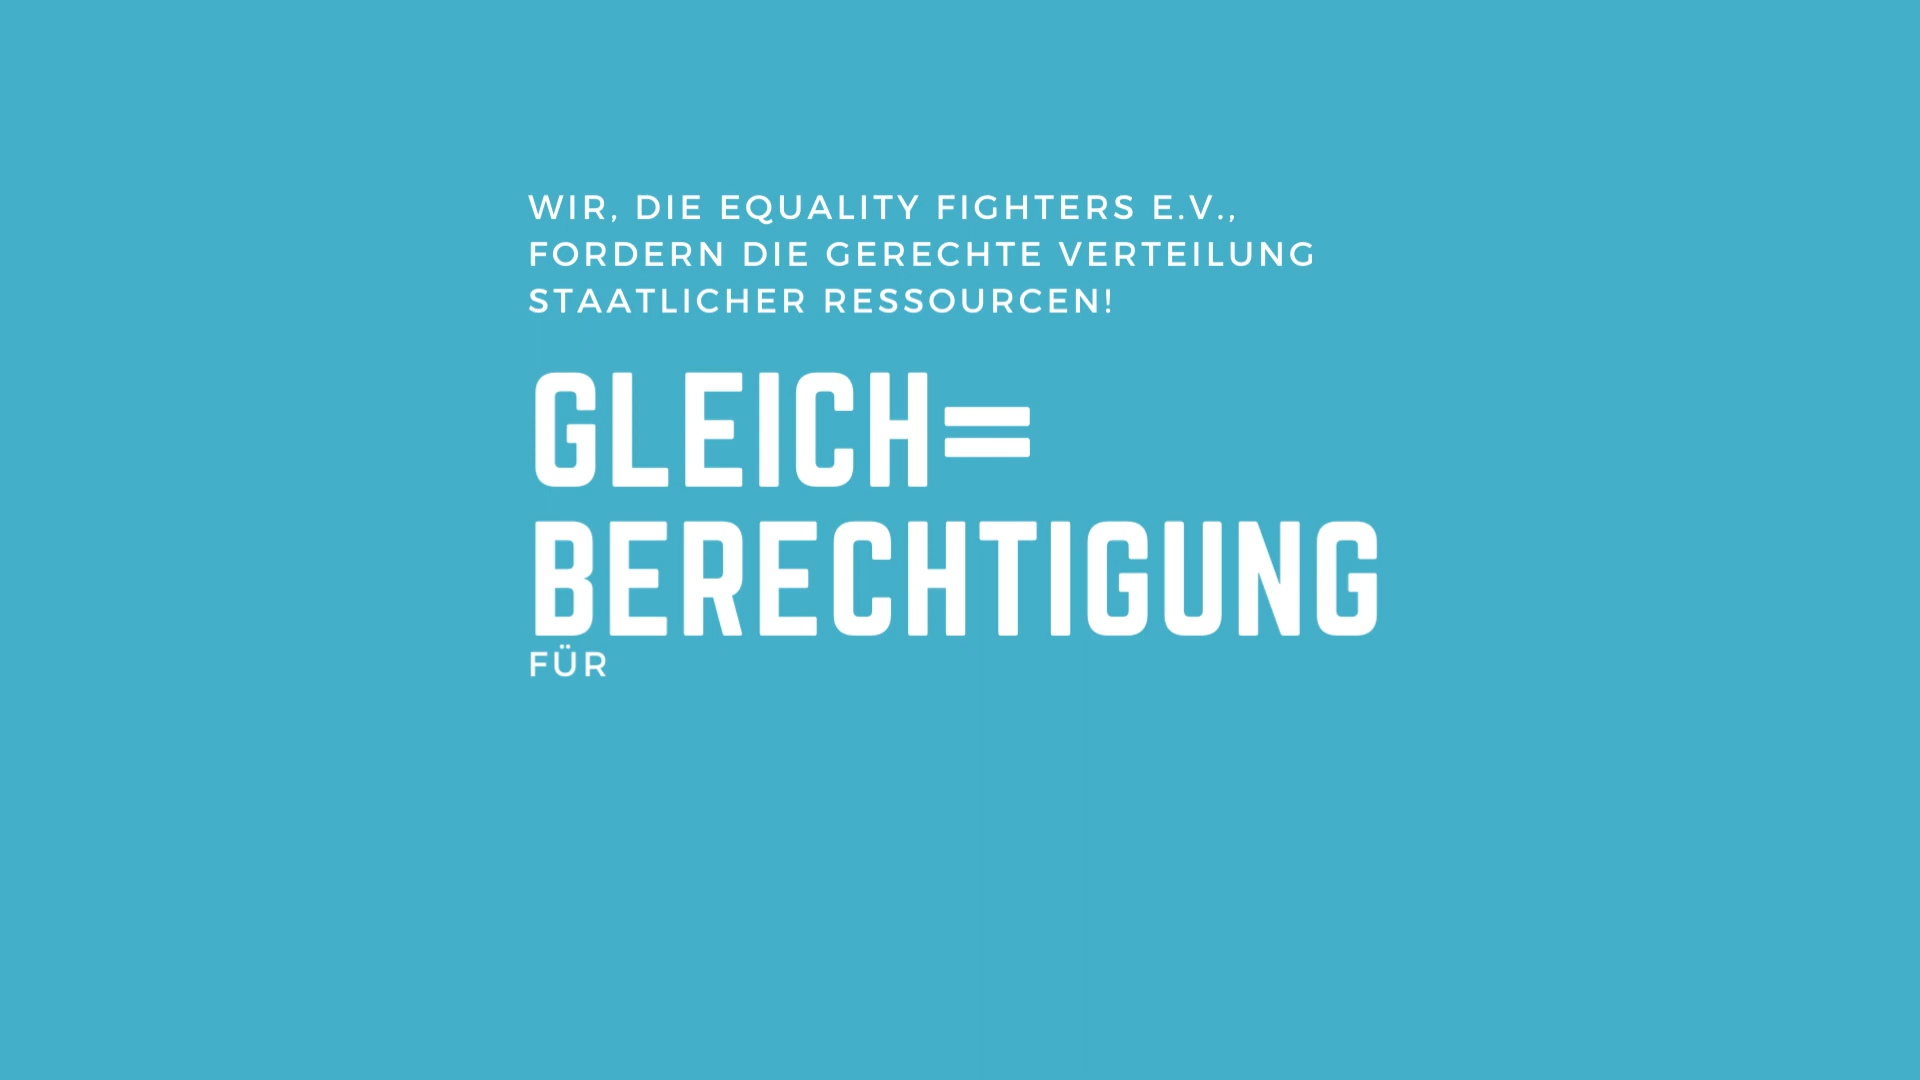 WIR, DIE EQUALITY FIGHTERS E.V.,
FORDERN DIE GERECHTE VERTEILUNG
STAATLICHER RESSOURCEN!
GLEICH=
BERECHTIGUNG
FÜR